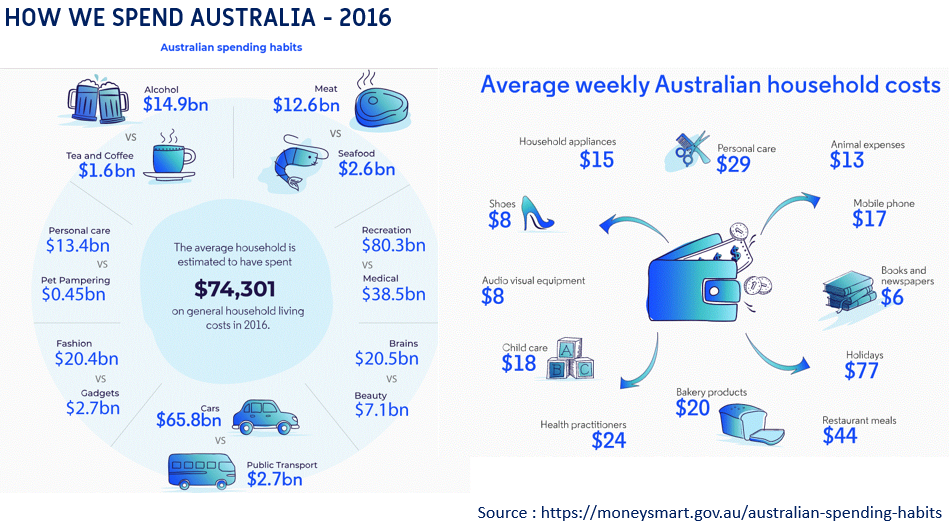 HOW WE SPEND AUSTRALIA - 2016
Australian spending habits
Alcohol
$14.9bn
VS
Tea and Coffee
$1.6bn
Meat
$12.6bn
VS
Seafood
$2.6bn
Personal care
$13.4bn
VS
Pet Pampering
$0.45bn
The average household is
estimated to have spent
$74,301
on general household living
costs in 2016.
Recreation
$80.3bn
VS
Medical
$38.5bn
Fashion
$20.4bn
VS
Gadgets
$2.7bn
Brains
$20.5bn
VS
Beauty
$7.1bn
Cars
$65.8bn
VS
Public Transport
$2.7bn
Average weekly Australian household costs
Household appliances
$15
Personal care
$29
Animal expenses
$13
Shoes
$8
Mobile phone
$17
Audio visual equipment
$8
Books and
newspapers
$6
Child care
$18
A
B C
Holidays
$77
Bakery products
$20
Health practitioners
$24
Restaurant meals
$44
Source : https://moneysmart.gov.au/australian-spending-habits